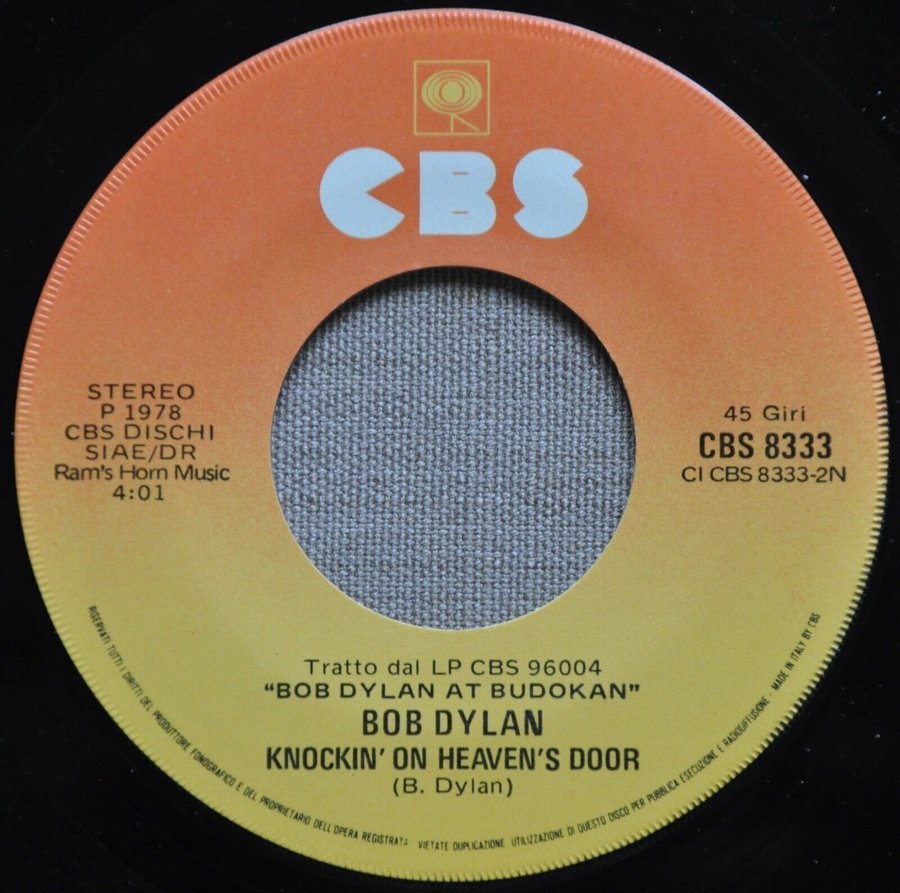 CBS
STEREO
P 1978
CBS DISCHI
SIAE/DR
Ram's Horn Music
4:01
45 Giri
CBS 8333
CI CBS 8333-2N
Tratto dal LP CBS 96004
"BOB DYLAN AT BUDOKAN"
BOB DYLAN
KNOCKIN' ON HEAVEN'S DOOR
(B. Dylan)
RISERVATI TUTTI I DIRITTI DEL PRODUTTORE FONOGRAFICO E DEL PROPRIETARIO DELL'OPERA REGISTRATA. VIETATE DUPLICAZIONE, UTILIZZAZIONE DI QUESTO DISCO PER PUBBLICA ESECUZIONE E RADIODIFFUSIONE - MADE IN ITALY BY CBS